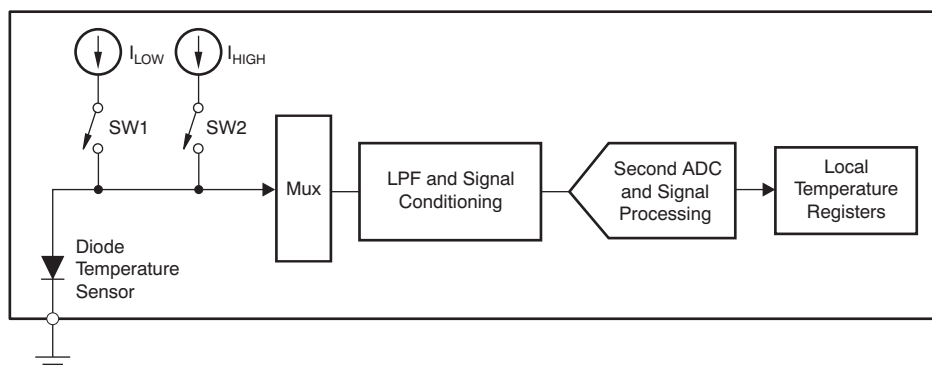 I_LOW
I_HIGH
SW1
SW2
Mux
LPF and Signal
Conditioning
Second ADC
and Signal
Processing
Local
Temperature
Registers
Diode
Temperature
Sensor